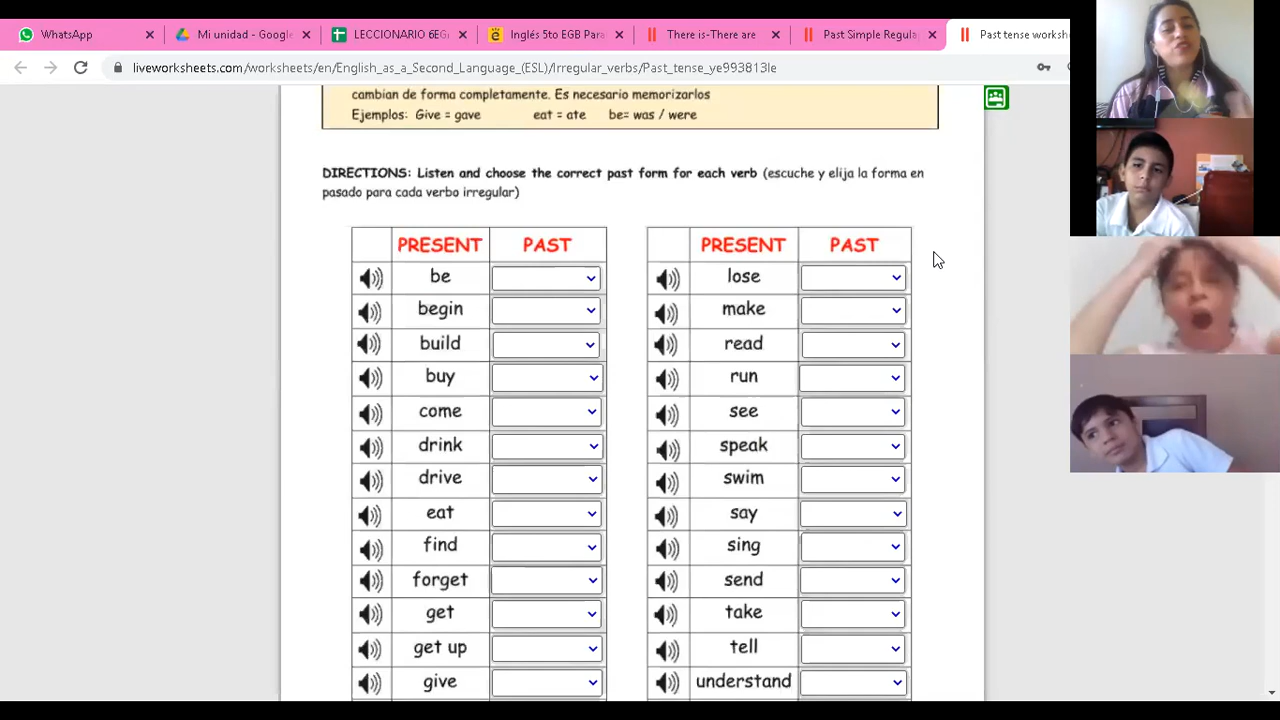 WhatsApp
Mi unidad - Google
LECCIONARIO 6EG
Inglés 5to EGB Para
There is-There are
Past Simple Regula
Past tense workshe
liveworksheets.com/worksheets/en/English_as_a_Second_Language_(ESL)/Irregular_verbs/Past_tense_ye993813le
cambian de forma completamente. Es necesario memorizarlos
Ejemplos: Give = gave eat = ate be= was / were
DIRECTIONS: Listen and choose the correct past form for each verb (escuche y elija la forma en
pasado para cada verbo irregular)
PRESENT PAST
be
begin
build
buy
come
drink
drive
eat
find
forget
get
get up
give
PRESENT PAST
lose
make
read
run
see
speak
swim
say
sing
send
take
tell
understand